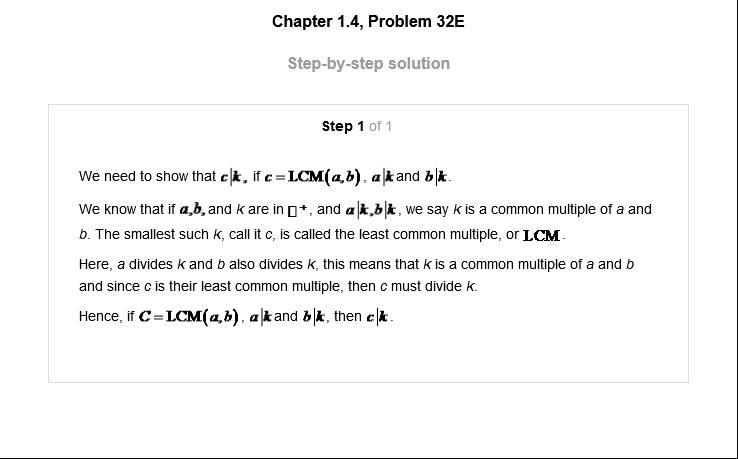 Chapter 1.4, Problem 32E
Step-by-step solution
Step 1 of 1
We need to show that c|k, if c = LCM(a,b), a|k and b|k.
We know that if a,b, and k are in ▯⁺, and a|k,b|k, we say k is a common multiple of a and
b. The smallest such k, call it c, is called the least common multiple, or LCM.
Here, a divides k and b also divides k, this means that k is a common multiple of a and b
and since c is their least common multiple, then c must divide k.
Hence, if C = LCM(a,b), a|k and b|k, then c|k.